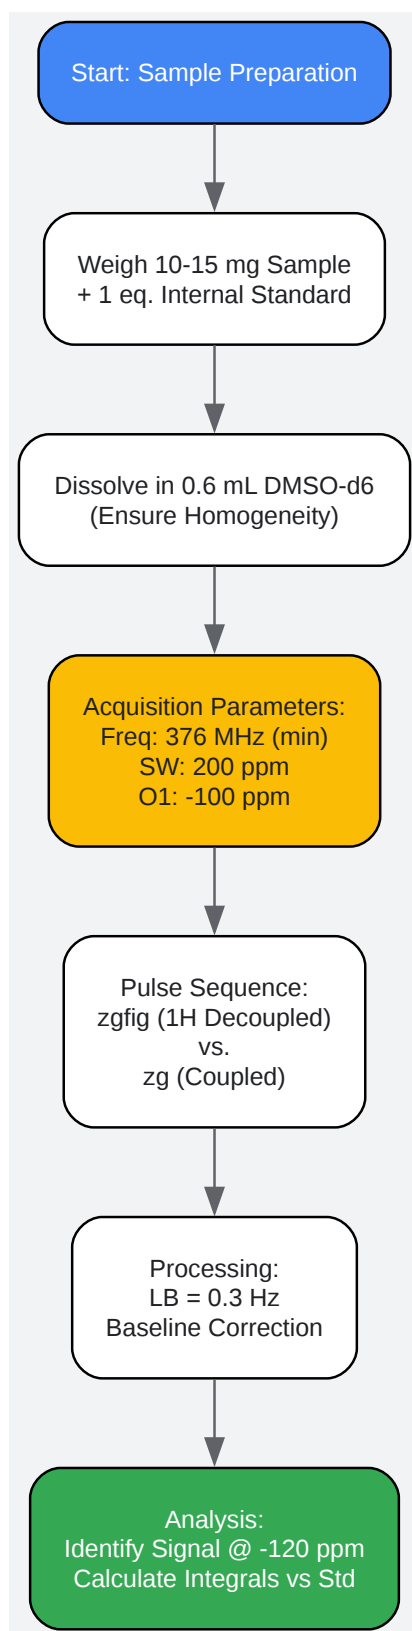 Start: Sample Preparation
Weigh 10-15 mg Sample
+ 1 eq. Internal Standard
Dissolve in 0.6 mL DMSO-d6
(Ensure Homogeneity)
Acquisition Parameters:
Freq: 376 MHz (min)
SW: 200 ppm
O1: -100 ppm
Pulse Sequence:
zgfig (1H Decoupled)
vs.
zg (Coupled)
Processing:
LB = 0.3 Hz
Baseline Correction
Analysis:
Identify Signal @ -120 ppm
Calculate Integrals vs Std